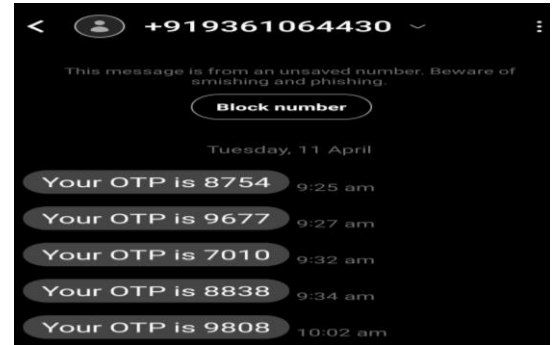 +919361064430
This message is from an unsaved number. Beware of
smishing and phishing.
Block number
Tuesday, 11 April
Your OTP is 8754 9:25 am
Your OTP is 9677 9:27 am
Your OTP is 7010 9:32 am
Your OTP is 8838 9:34 am
Your OTP is 9808 10:02 am